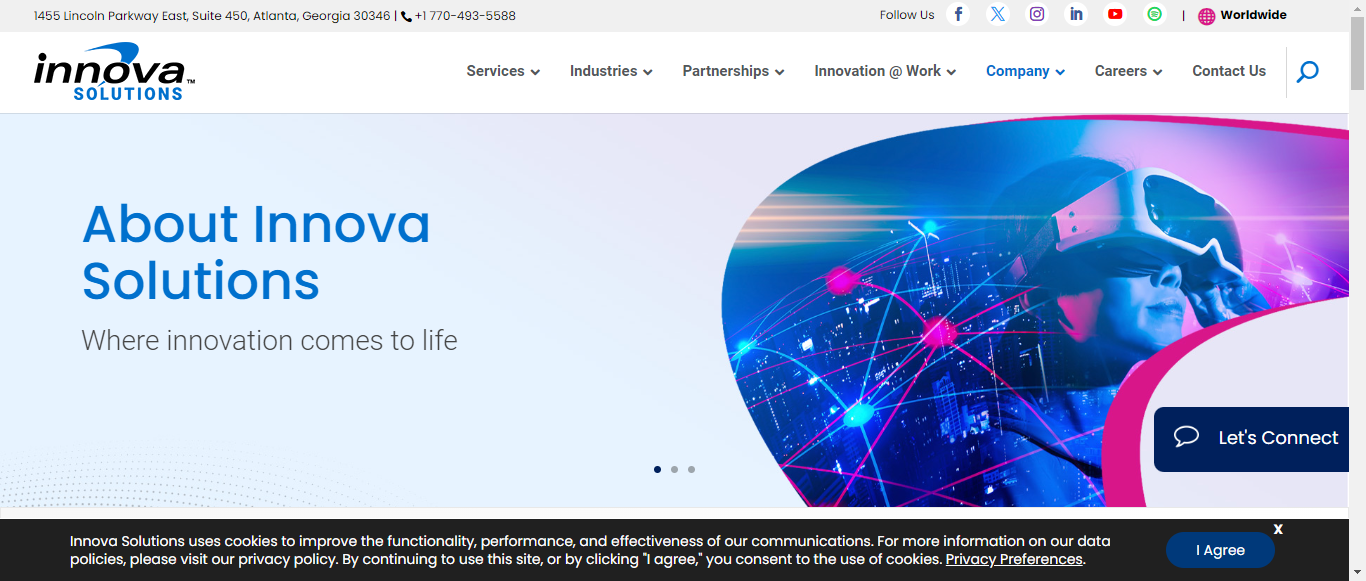 1455 Lincoln Parkway East, Suite 450, Atlanta, Georgia 30346 | +1 770-493-5588
Follow Us | Worldwide
innova™
SOLUTIONS
Services Industries Partnerships Innovation @ Work Company Careers Contact Us
About Innova
Solutions
Where innovation comes to life
Let's Connect
X
Innova Solutions uses cookies to improve the functionality, performance, and effectiveness of our communications. For more information on our data
policies, please visit our privacy policy. By continuing to use this site, or by clicking "I agree," you consent to the use of cookies. Privacy Preferences.
I Agree